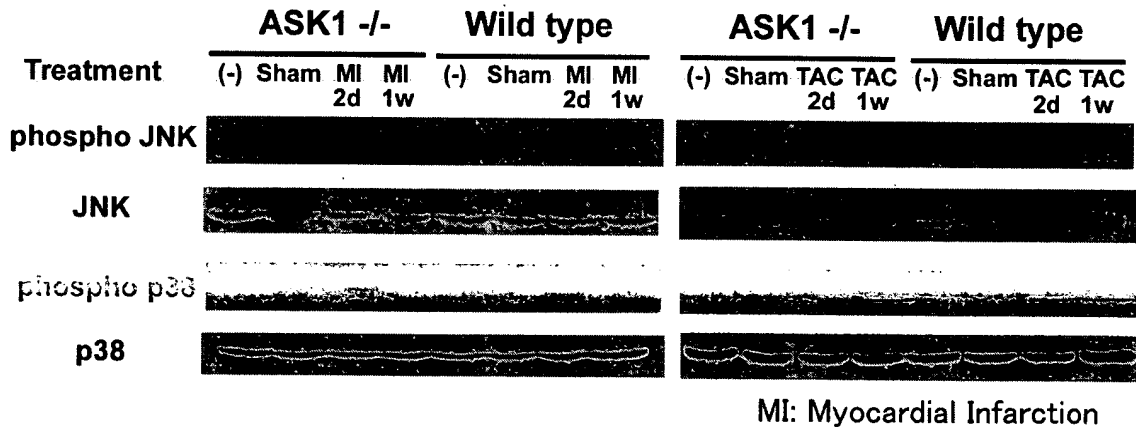 ASK1 -/- Wild type ASK1 -/- Wild type
Treatment (-) Sham MI 2d MI 1w (-) Sham MI 2d MI 1w (-) Sham TAC 2d TAC 1w (-) Sham TAC 2d TAC 1w
phospho JNK
JNK
phospho p38
p38
MI: Myocardial Infarction